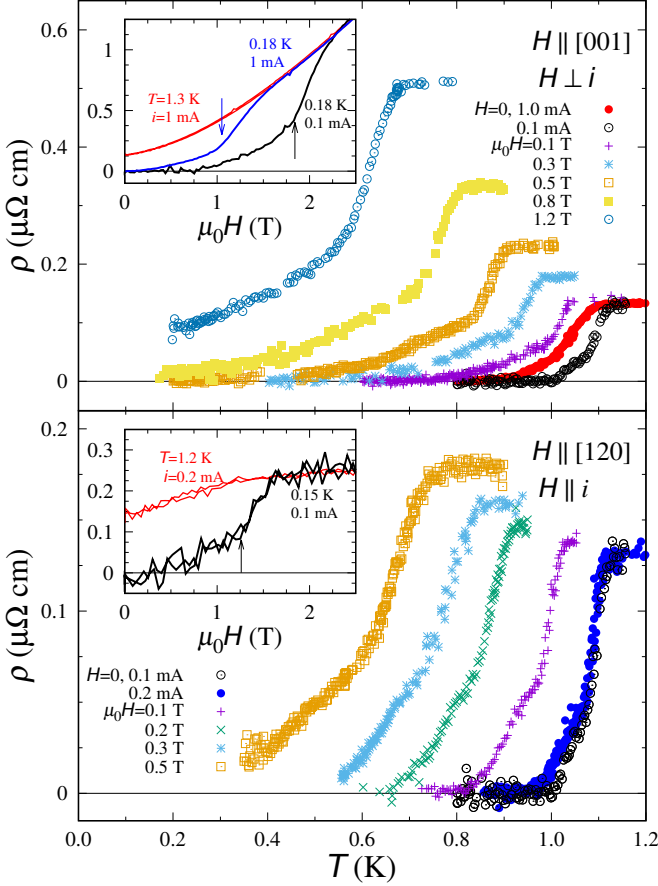 H ∥ [001]
H ⊥ i
H=0, 1.0 mA
0.1 mA
μ₀H=0.1 T
0.3 T
0.5 T
0.8 T
1.2 T
0.6
0.4
0.2
0
ρ (μΩ cm)
1
0.5
0
0
1
2
μ₀H (T)
0.18 K
1 mA
T=1.3 K
i=1 mA
0.18 K
0.1 mA
H ∥ [120]
H ∥ i
0.2
0.1
0
ρ (μΩ cm)
0.3
0.2
0.1
0
0
1
2
μ₀H (T)
T=1.2 K
i=0.2 mA
0.15 K
0.1 mA
H=0, 0.1 mA
0.2 mA
μ₀H=0.1 T
0.2 T
0.3 T
0.5 T
0.0 0.2 0.4 0.6 0.8 1.0 1.2
T (K)